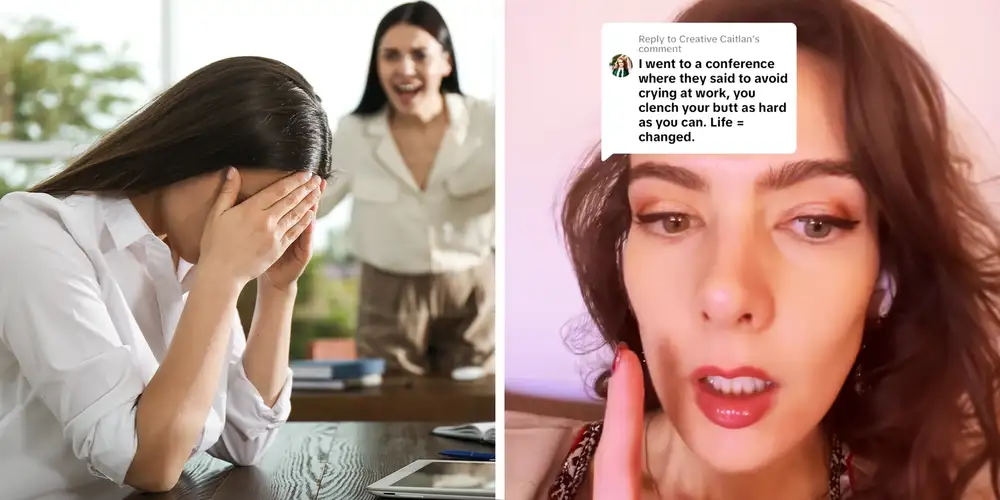 Reply to Creative Caitlan's
comment
I went to a conference
where they said to avoid
crying at work, you
clench your butt as hard
as you can. Life =
changed.